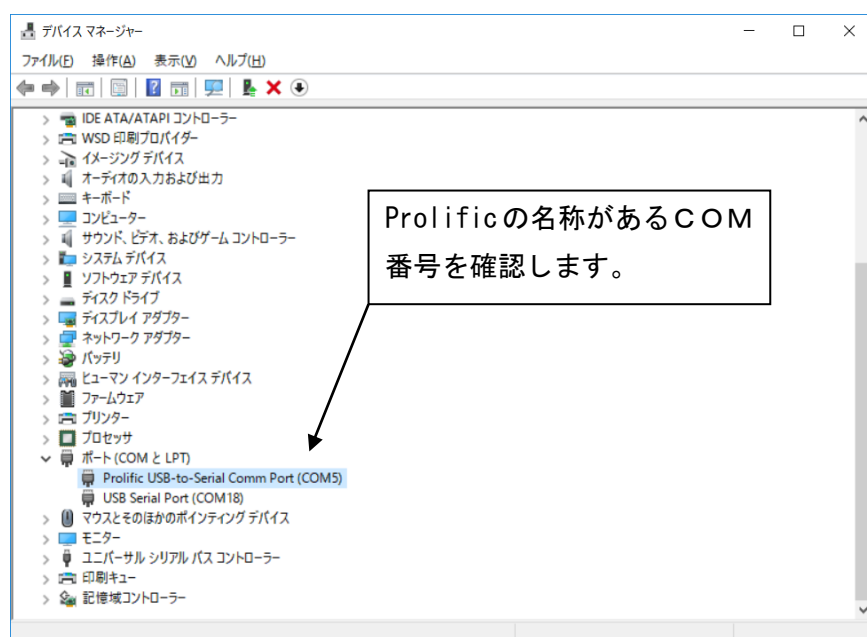 デバイス マネージャー
ファイル(F) 操作(A) 表示(V) ヘルプ(H)
IDE ATA/ATAPI コントローラー
WSD 印刷プロバイダー
イメージング デバイス
オーディオの入力および出力
キーボード
コンピューター
サウンド、ビデオ、およびゲーム コントローラー
システム デバイス
ソフトウェア デバイス
ディスク ドライブ
ディスプレイ アダプター
ネットワーク アダプター
バッテリ
ヒューマン インターフェイス デバイス
ファームウェア
プリンター
プロセッサ
ポート (COM と LPT)
Prolific USB-to-Serial Comm Port (COM5)
USB Serial Port (COM18)
マウスとそのほかのポインティング デバイス
モニター
ユニバーサル シリアル バス コントローラー
印刷キュー
記憶域コントローラー
Prolificの名称があるCOM
番号を確認します。